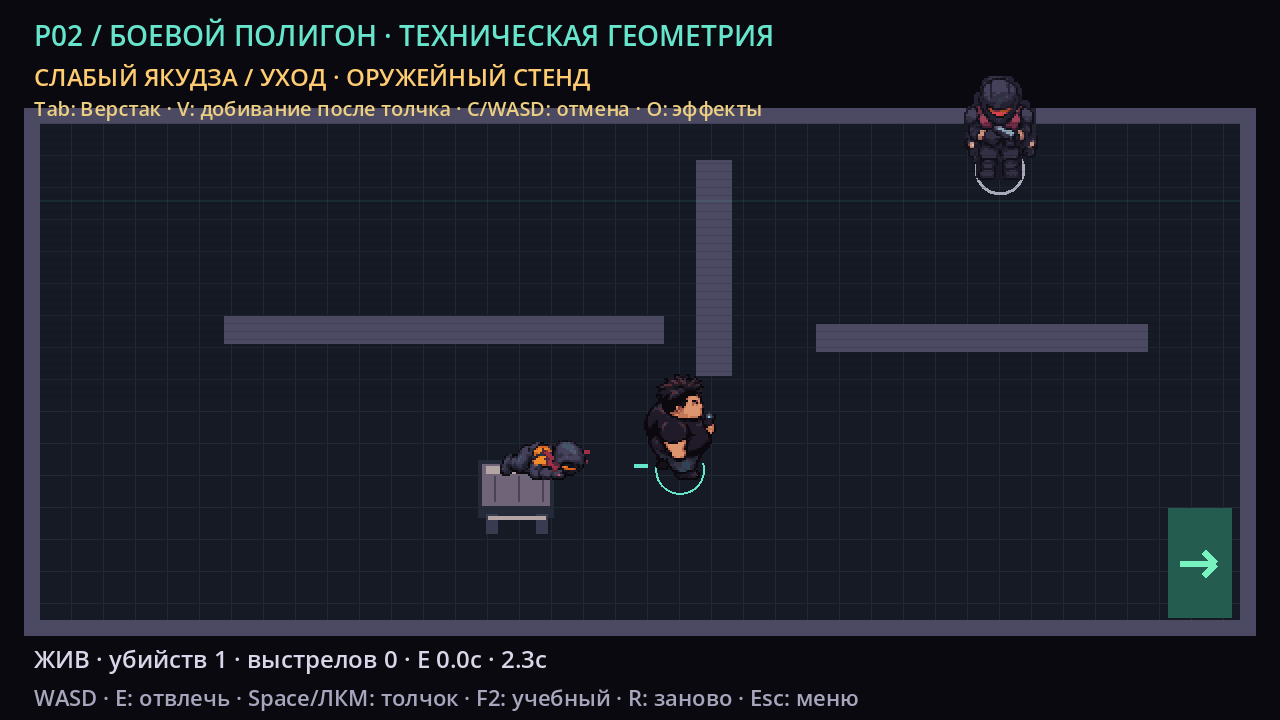 P02 / БОЕВОЙ ПОЛИГОН · ТЕХНИЧЕСКАЯ ГЕОМЕТРИЯ
СЛАБЫЙ ЯКУДЗА / УХОД · ОРУЖЕЙНЫЙ СТЕНД
Tab: Верстак · V: добивание после толчка · C/WASD: отмена · O: эффекты
ЖИВ · убийств 1 · выстрелов 0 · E 0.0с · 2.3с
WASD · E: отвлечь · Space/ЛКМ: толчок · F2: учебный · R: заново · Esc: меню